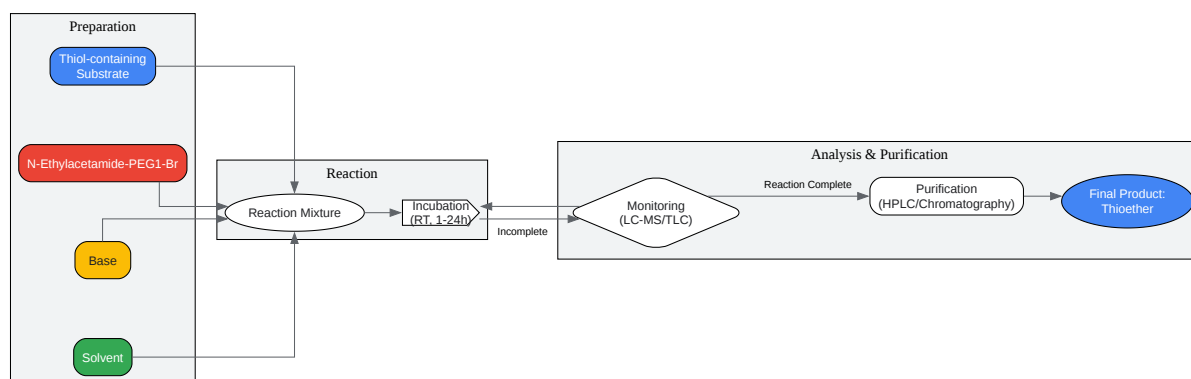 Preparation
Thiol-containing
Substrate
N-Ethylacetamide-PEG1-Br
Base
Solvent
Reaction
Reaction Mixture
Incubation
(RT, 1-24h)
Incomplete
Analysis & Purification
Monitoring
(LC-MS/TLC)
Reaction Complete
Purification
(HPLC/Chromatography)
Final Product:
Thioether